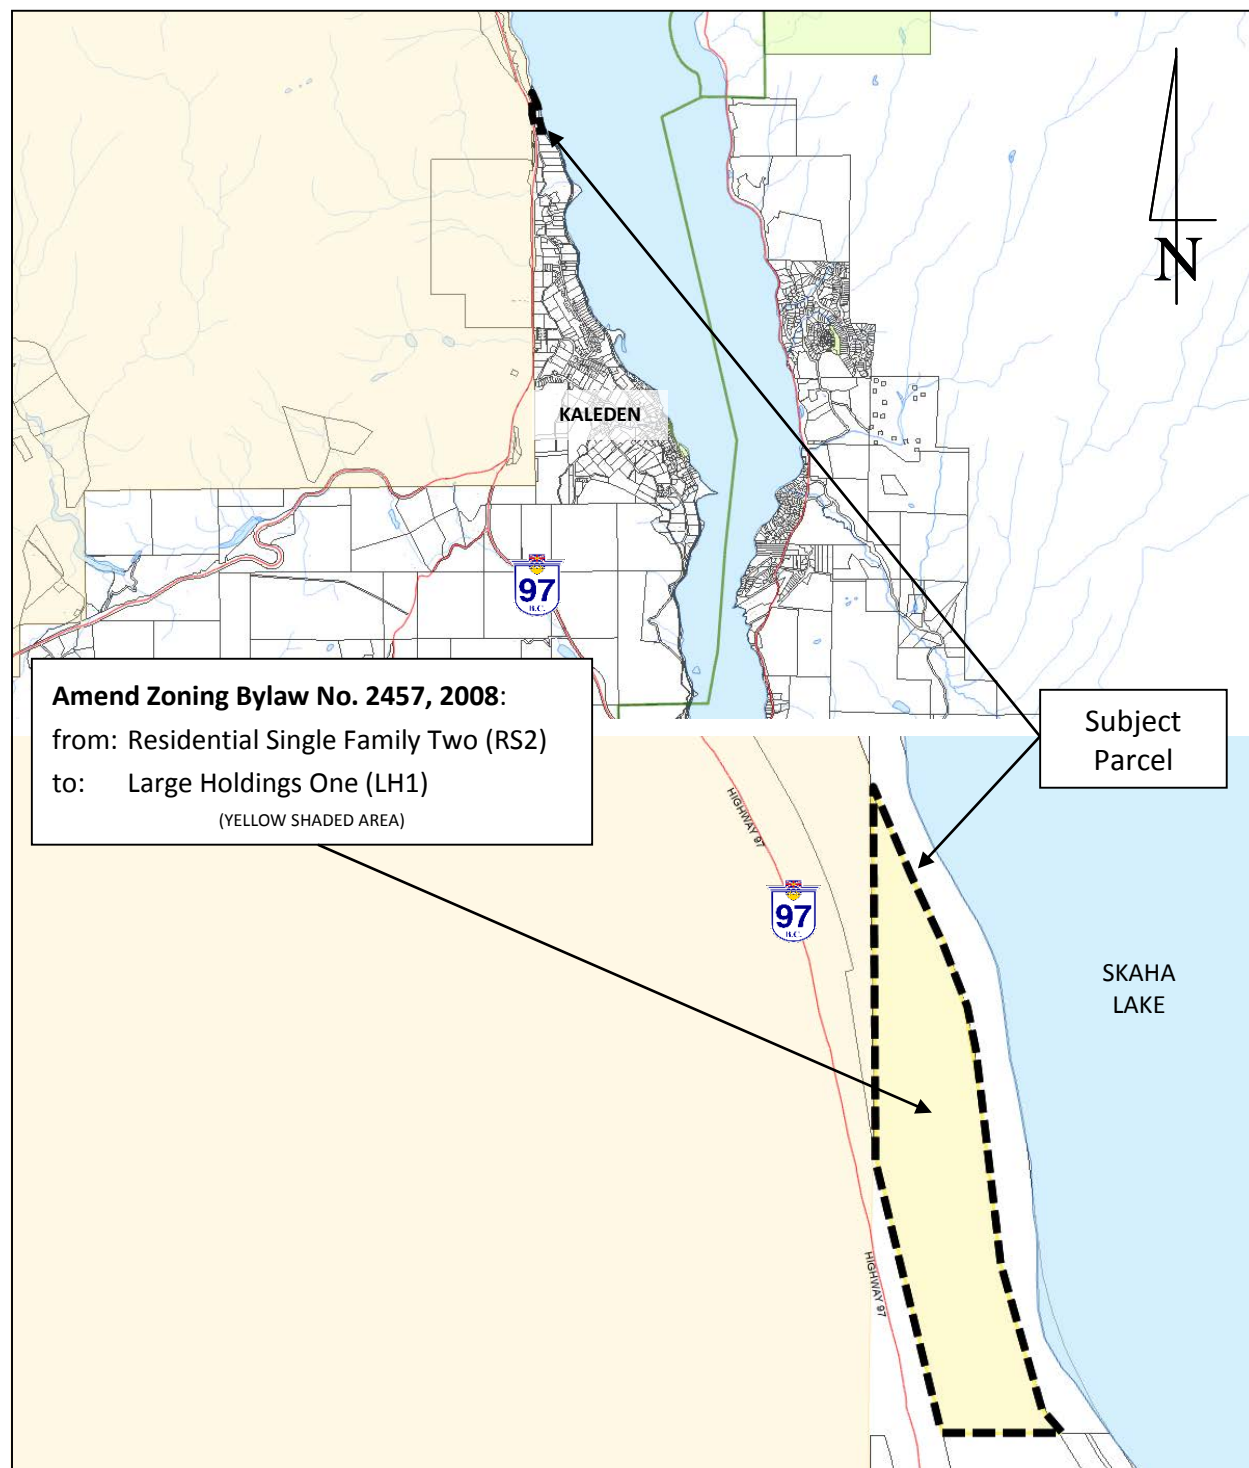 N
KALEDEN
97
B.C.
Amend Zoning Bylaw No. 2457, 2008:
from: Residential Single Family Two (RS2)
to: Large Holdings One (LH1)
(YELLOW SHADED AREA)
Subject
Parcel
HIGHWAY 97
97
B.C.
SKAHA
LAKE
HIGHWAY 97